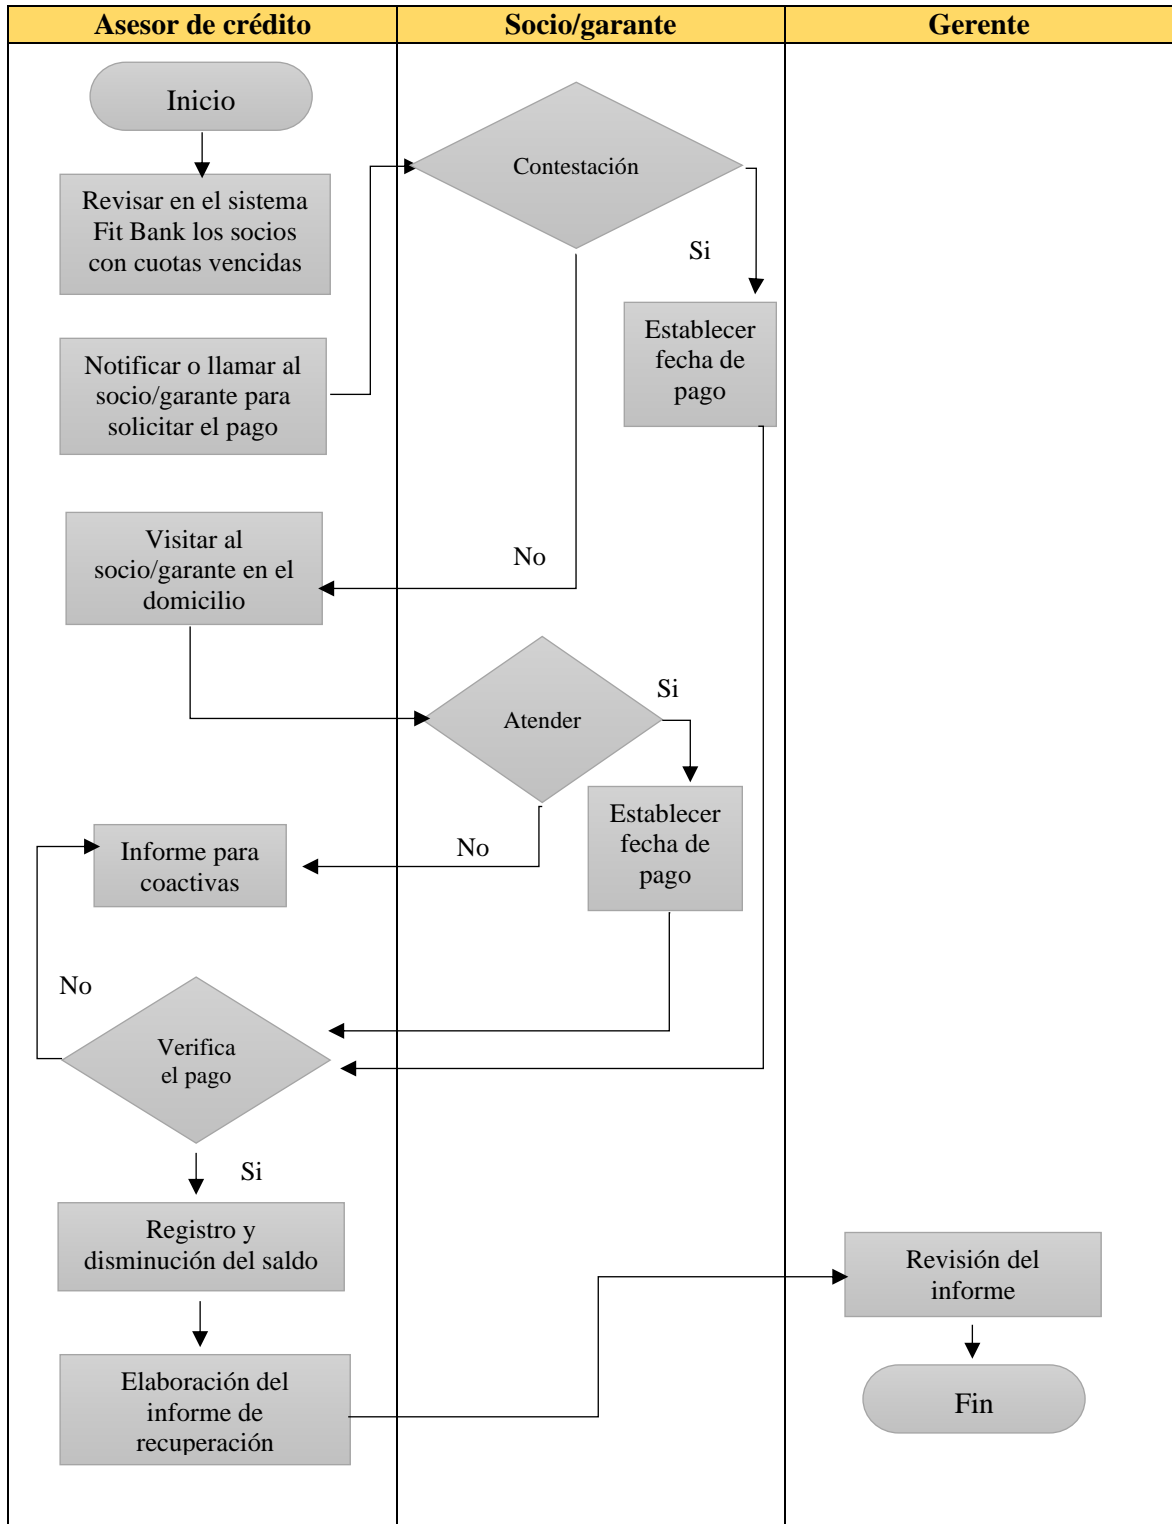 Asesor de crédito
Socio/garante
Gerente
Inicio
Revisar en el sistema
Fit Bank los socios
con cuotas vencidas
Notificar o llamar al
socio/garante para
solicitar el pago
Contestación
Si
Establecer
fecha de
pago
No
Visitar al
socio/garante en el
domicilio
Atender
Si
Establecer
fecha de
pago
No
Informe para
coactivas
No
Verifica
el pago
Si
Registro y
disminución del saldo
Elaboración del
informe de
recuperación
Revisión del
informe
Fin